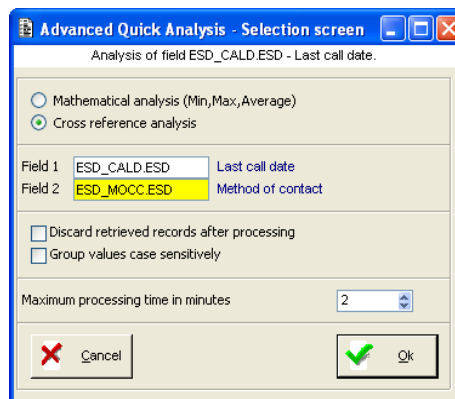 Advanced Quick Analysis - Selection screen
Analysis of field ESD_CALD.ESD - Last call date.
Mathematical analysis (Min,Max,Average)
Cross reference analysis
Field 1 ESD_CALD.ESD Last call date
Field 2 ESD_MOCC.ESD Method of contact
Discard retrieved records after processing
Group values case sensitively
Maximum processing time in minutes 2
Cancel Ok